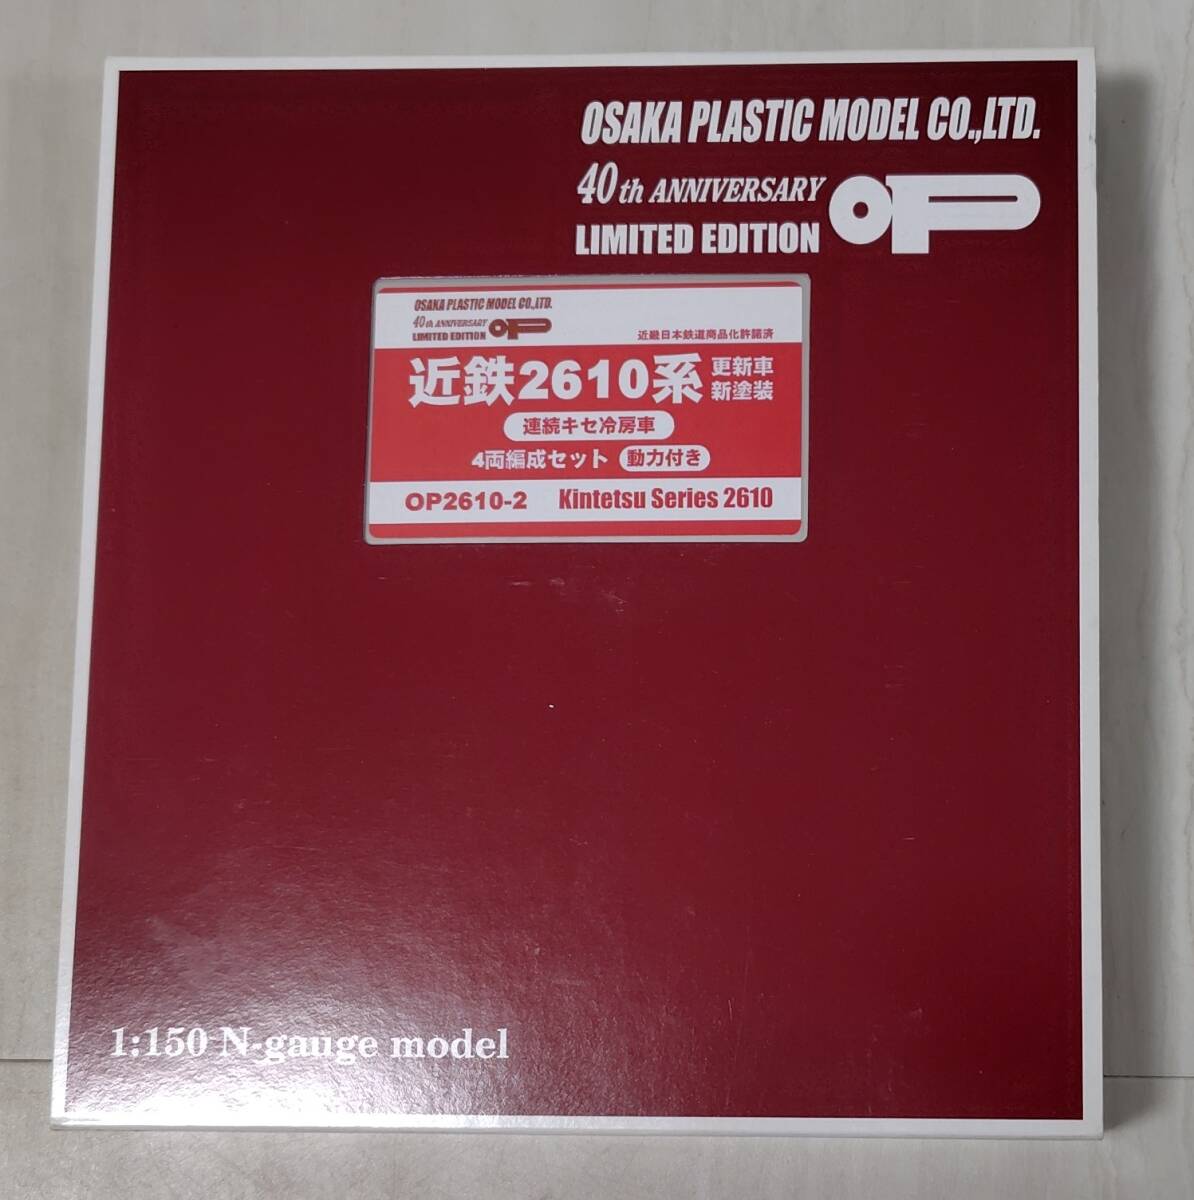 OSAKA PLASTIC MODEL CO.,LTD.
40th ANNIVERSARY
LIMITED EDITION
OP
OSAKA PLASTIC MODEL CO.,LTD.
40th ANNIVERSARY
LIMITED EDITION
OP
近畿日本鉄道商品化許諾済
近鉄2610系 更新車
新塗装
連続キセ冷房車
4両編成セット 動力付き
OP2610-2 Kintetsu Series 2610
1:150 N-gauge model